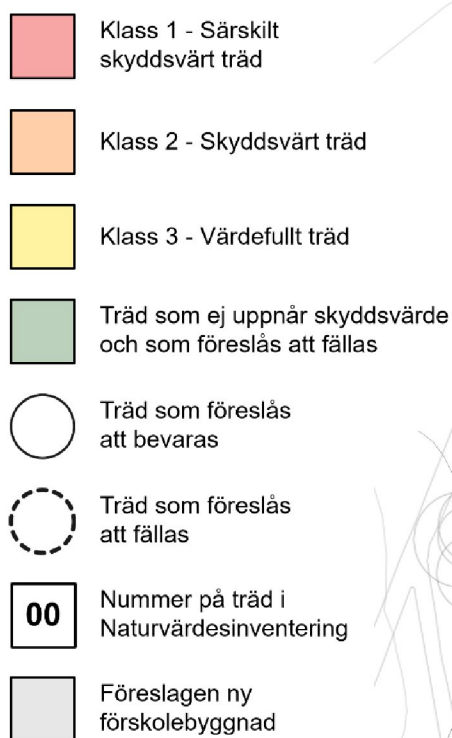 Klass 1 - Särskilt
skyddsvärt träd
Klass 2 - Skyddsvärt träd
Klass 3 - Värdefullt träd
Träd som ej uppnår skyddsvärde
och som föreslås att fällas
Träd som föreslås
att bevaras
Träd som föreslås
att fällas
00
Nummer på träd i
Naturvärdesinventering
Föreslagen ny
förskolebyggnad